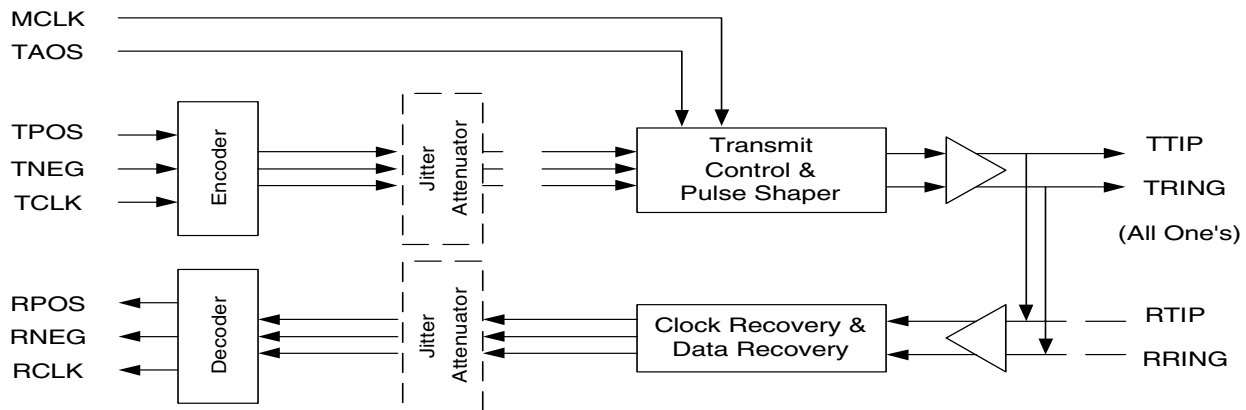 MCLK
TAOS
TPOS
TNEG
TCLK
Encoder
Jitter
Attenuator
Transmit
Control &
Pulse Shaper
TTIP
TRING
(All One's)
RPOS
RNEG
RCLK
Decoder
Jitter
Attenuator
Clock Recovery &
Data Recovery
RTIP
RRING